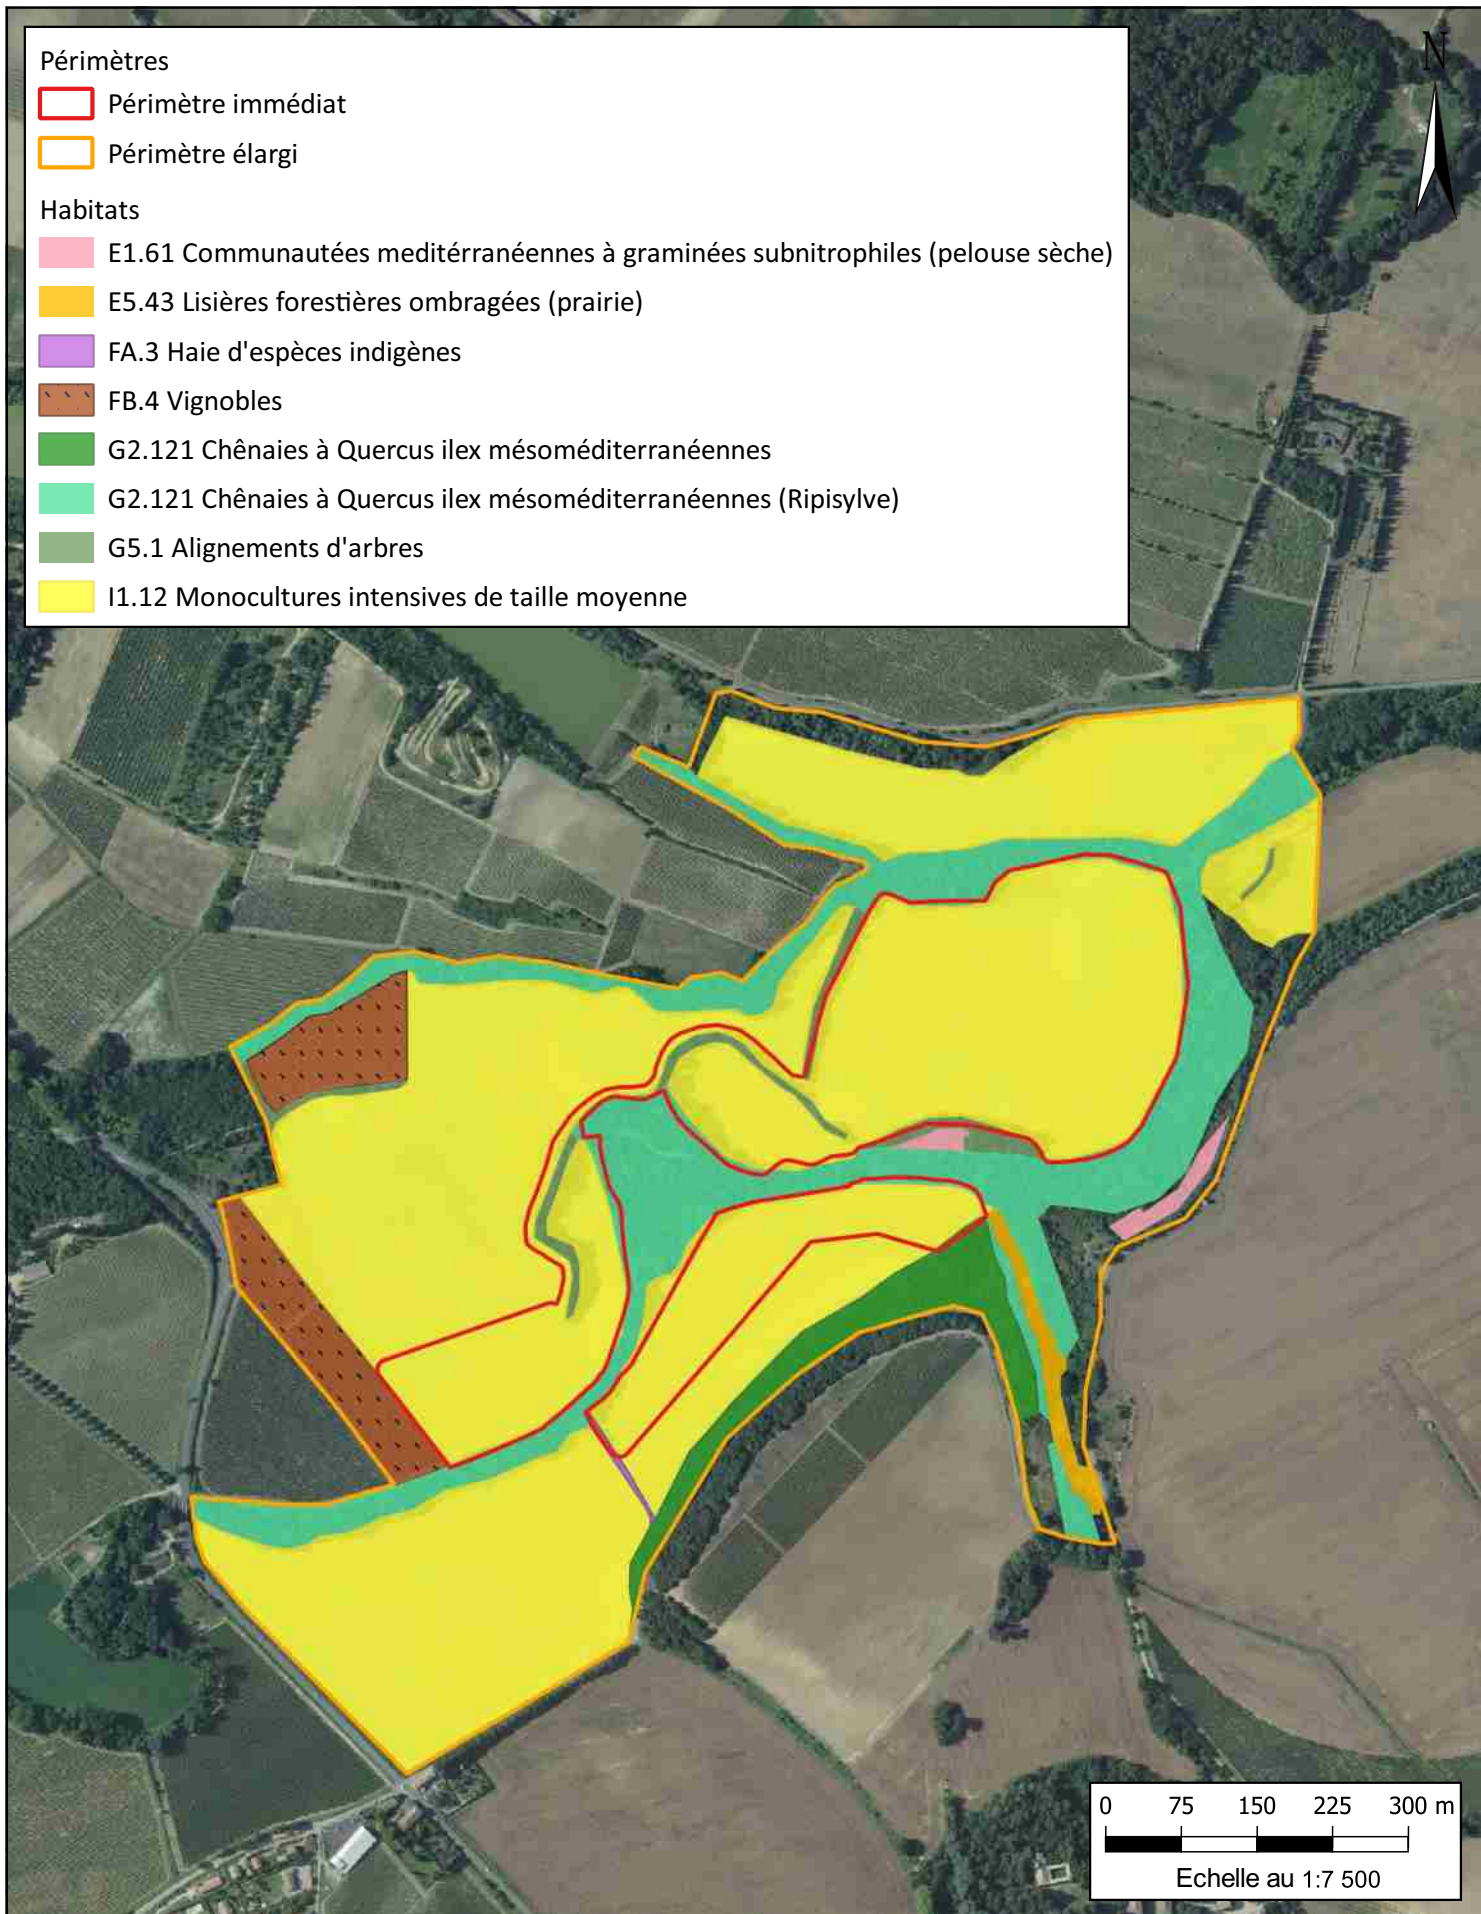 N
Périmètres
Périmètre immédiat
Périmètre élargi
Habitats
E1.61 Communautées meditérranéennes à graminées subnitrophiles (pelouse sèche)
E5.43 Lisières forestières ombragées (prairie)
FA.3 Haie d'espèces indigènes
FB.4 Vignobles
G2.121 Chênaies à Quercus ilex mésoméditerranéennes
G2.121 Chênaies à Quercus ilex mésoméditerranéennes (Ripisylve)
G5.1 Alignements d'arbres
I1.12 Monocultures intensives de taille moyenne
0 75 150 225 300 m
Echelle au 1:7 500